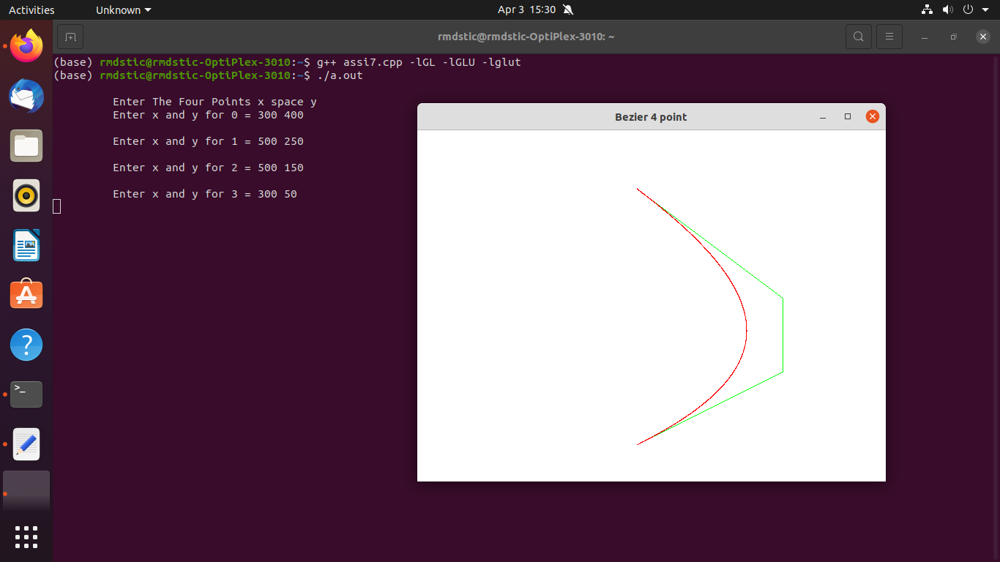 Activities Unknown Apr 3 15:30
rmdstic@rmdstic-OptiPlex-3010: ~
(base) rmdstic@rmdstic-OptiPlex-3010:~$ g++ assi7.cpp -lGL -lGLU -lglut
(base) rmdstic@rmdstic-OptiPlex-3010:~$ ./a.out
Enter The Four Points x space y
Enter x and y for 0 = 300 400
Enter x and y for 1 = 500 250
Enter x and y for 2 = 500 150
Enter x and y for 3 = 300 50
Bezier 4 point